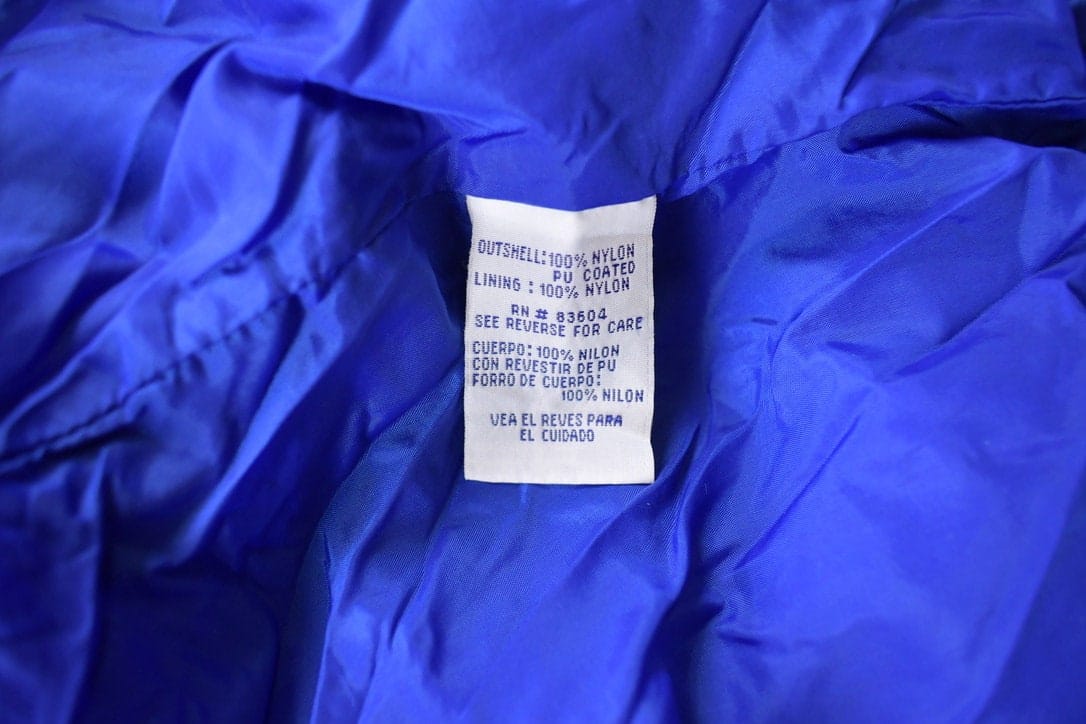 OUTSHELL: 100% NYLON
PU COATED
LINING : 100% NYLON
RN # 83604
SEE REVERSE FOR CARE
CUERPO: 100% NILON
CON REVESTIR DE PU
FORRO DE CUERPO:
100% NILON
VEA EL REVES PARA
EL CUIDADO